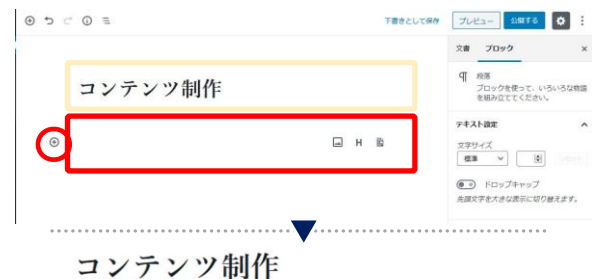 下書きとして保存 プレビュー 公開する
文書 ブロック ×
コンテンツ制作
段落
ブロックを使って、いろいろな物語
を組み立ててください。
テキスト設定
文字サイズ
標準
H
ドロップキャップ
先頭文字を大きな表示に切り替えます。
コンテンツ制作